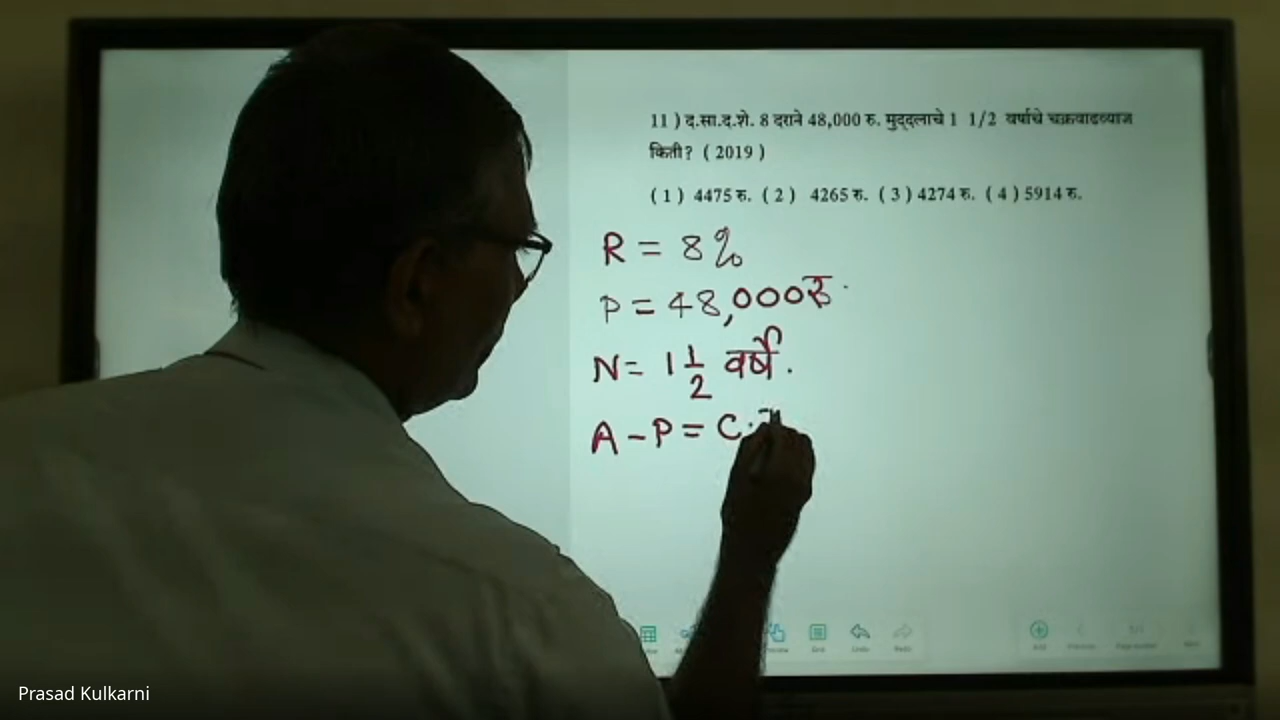 11 ) द.सा.द.शे. 8 दराने 48,000 रु. मुद्दलाचे 1 1/2 वर्षाचे चक्रवाढव्याज
किती? ( 2019 )
( 1 ) 4475 रु. ( 2 ) 4265 रु. ( 3 ) 4274 रु. ( 4 ) 5914 रु.
R = 8%
P = 48,000रु.
N = 1 1/2 वर्षे.
A - P = C.
Undo
Prasad Kulkarni